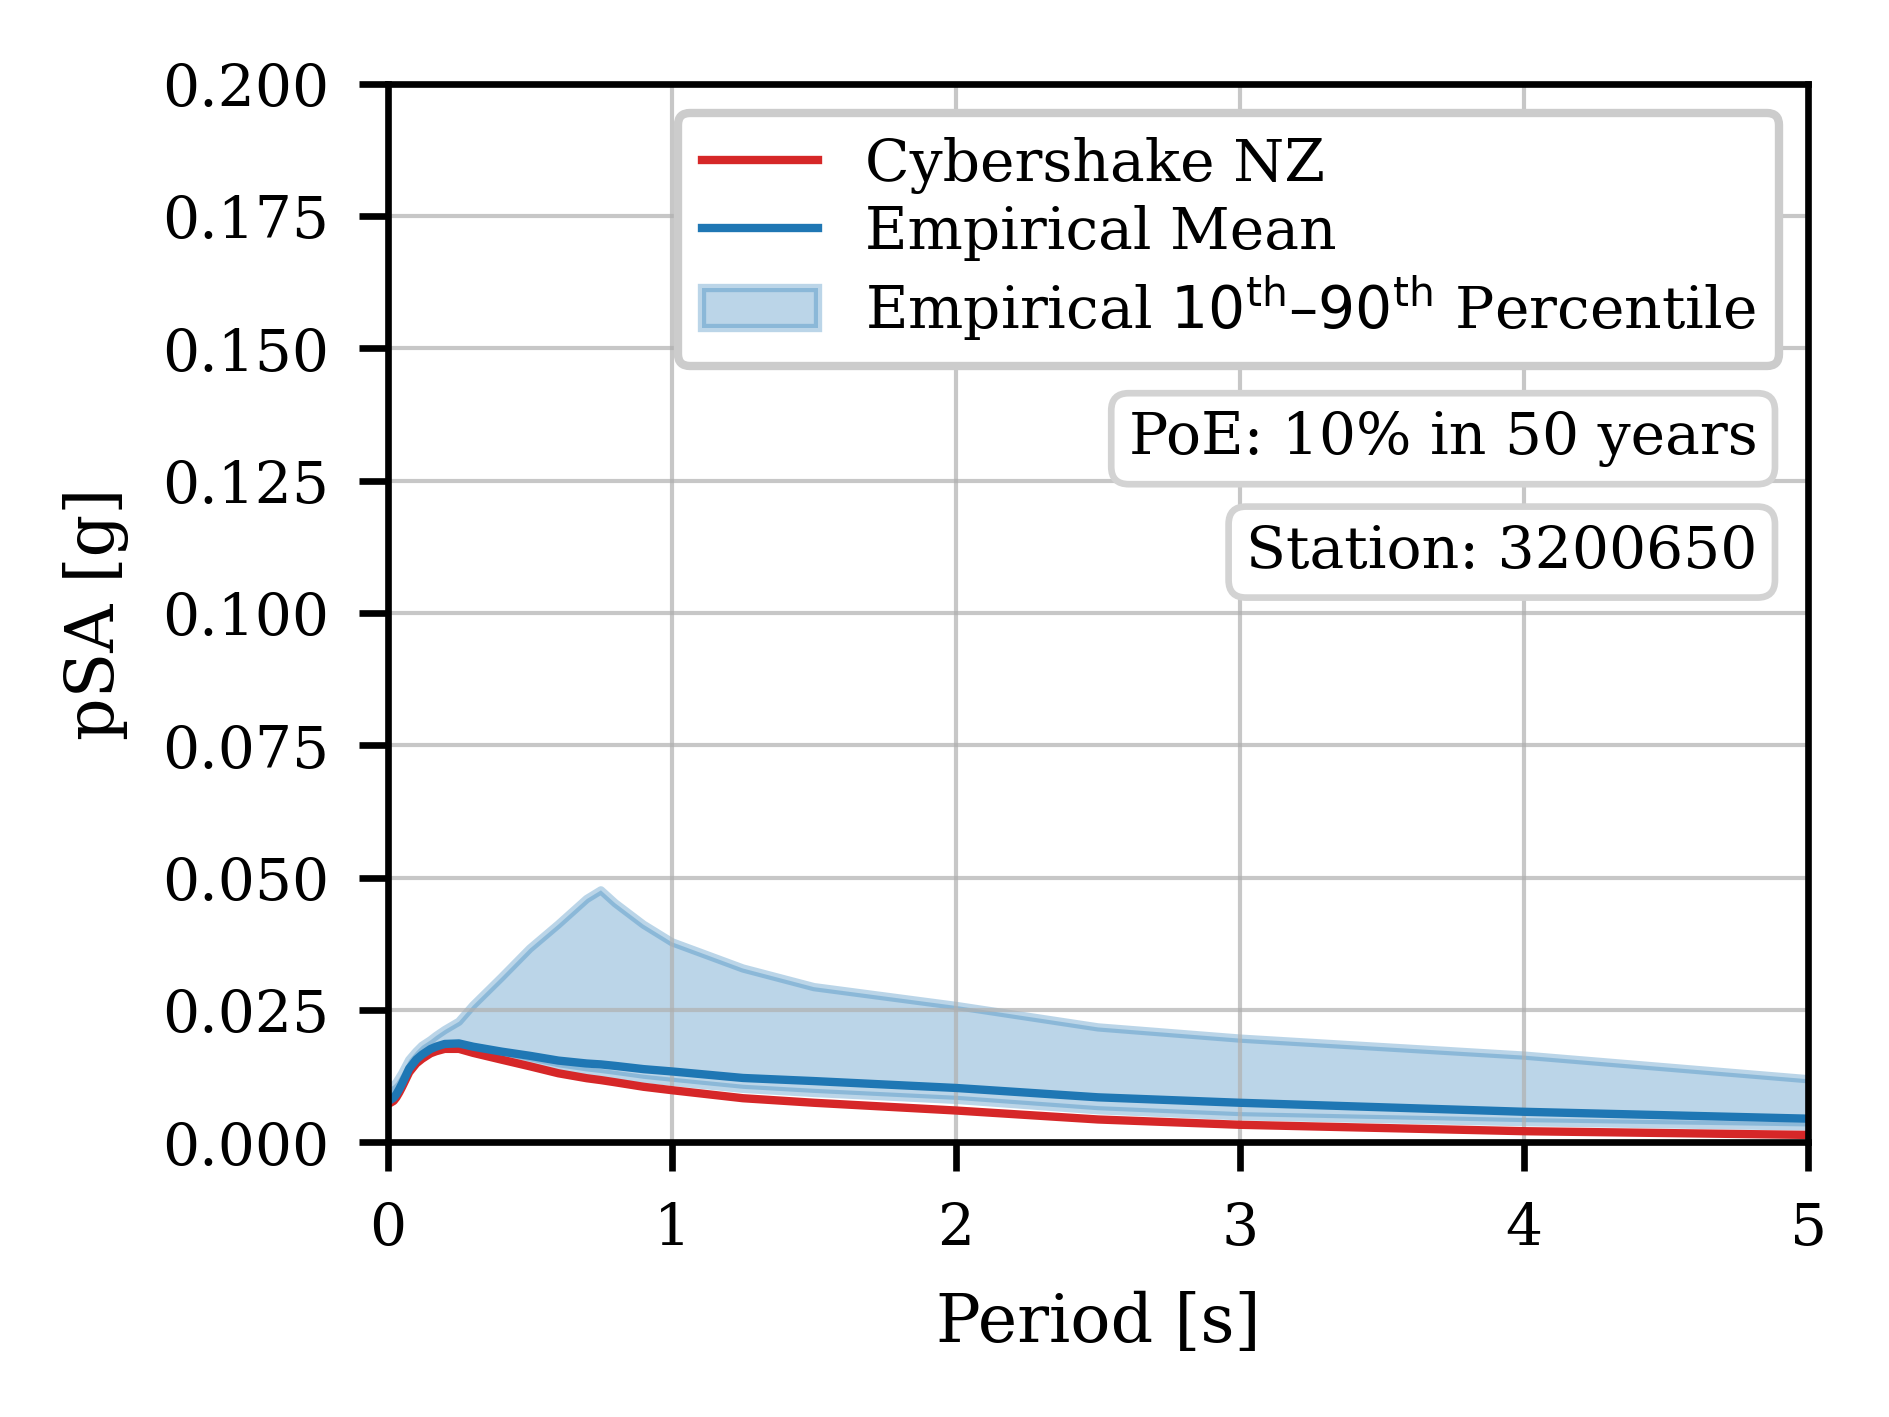 0.200
0.175
0.150
0.125
0.100
0.075
0.050
0.025
0.000
pSA [g]
Cybershake NZ
Empirical Mean
Empirical 10th–90th Percentile
PoE: 10% in 50 years
Station: 3200650
0 1 2 3 4 5
Period [s]